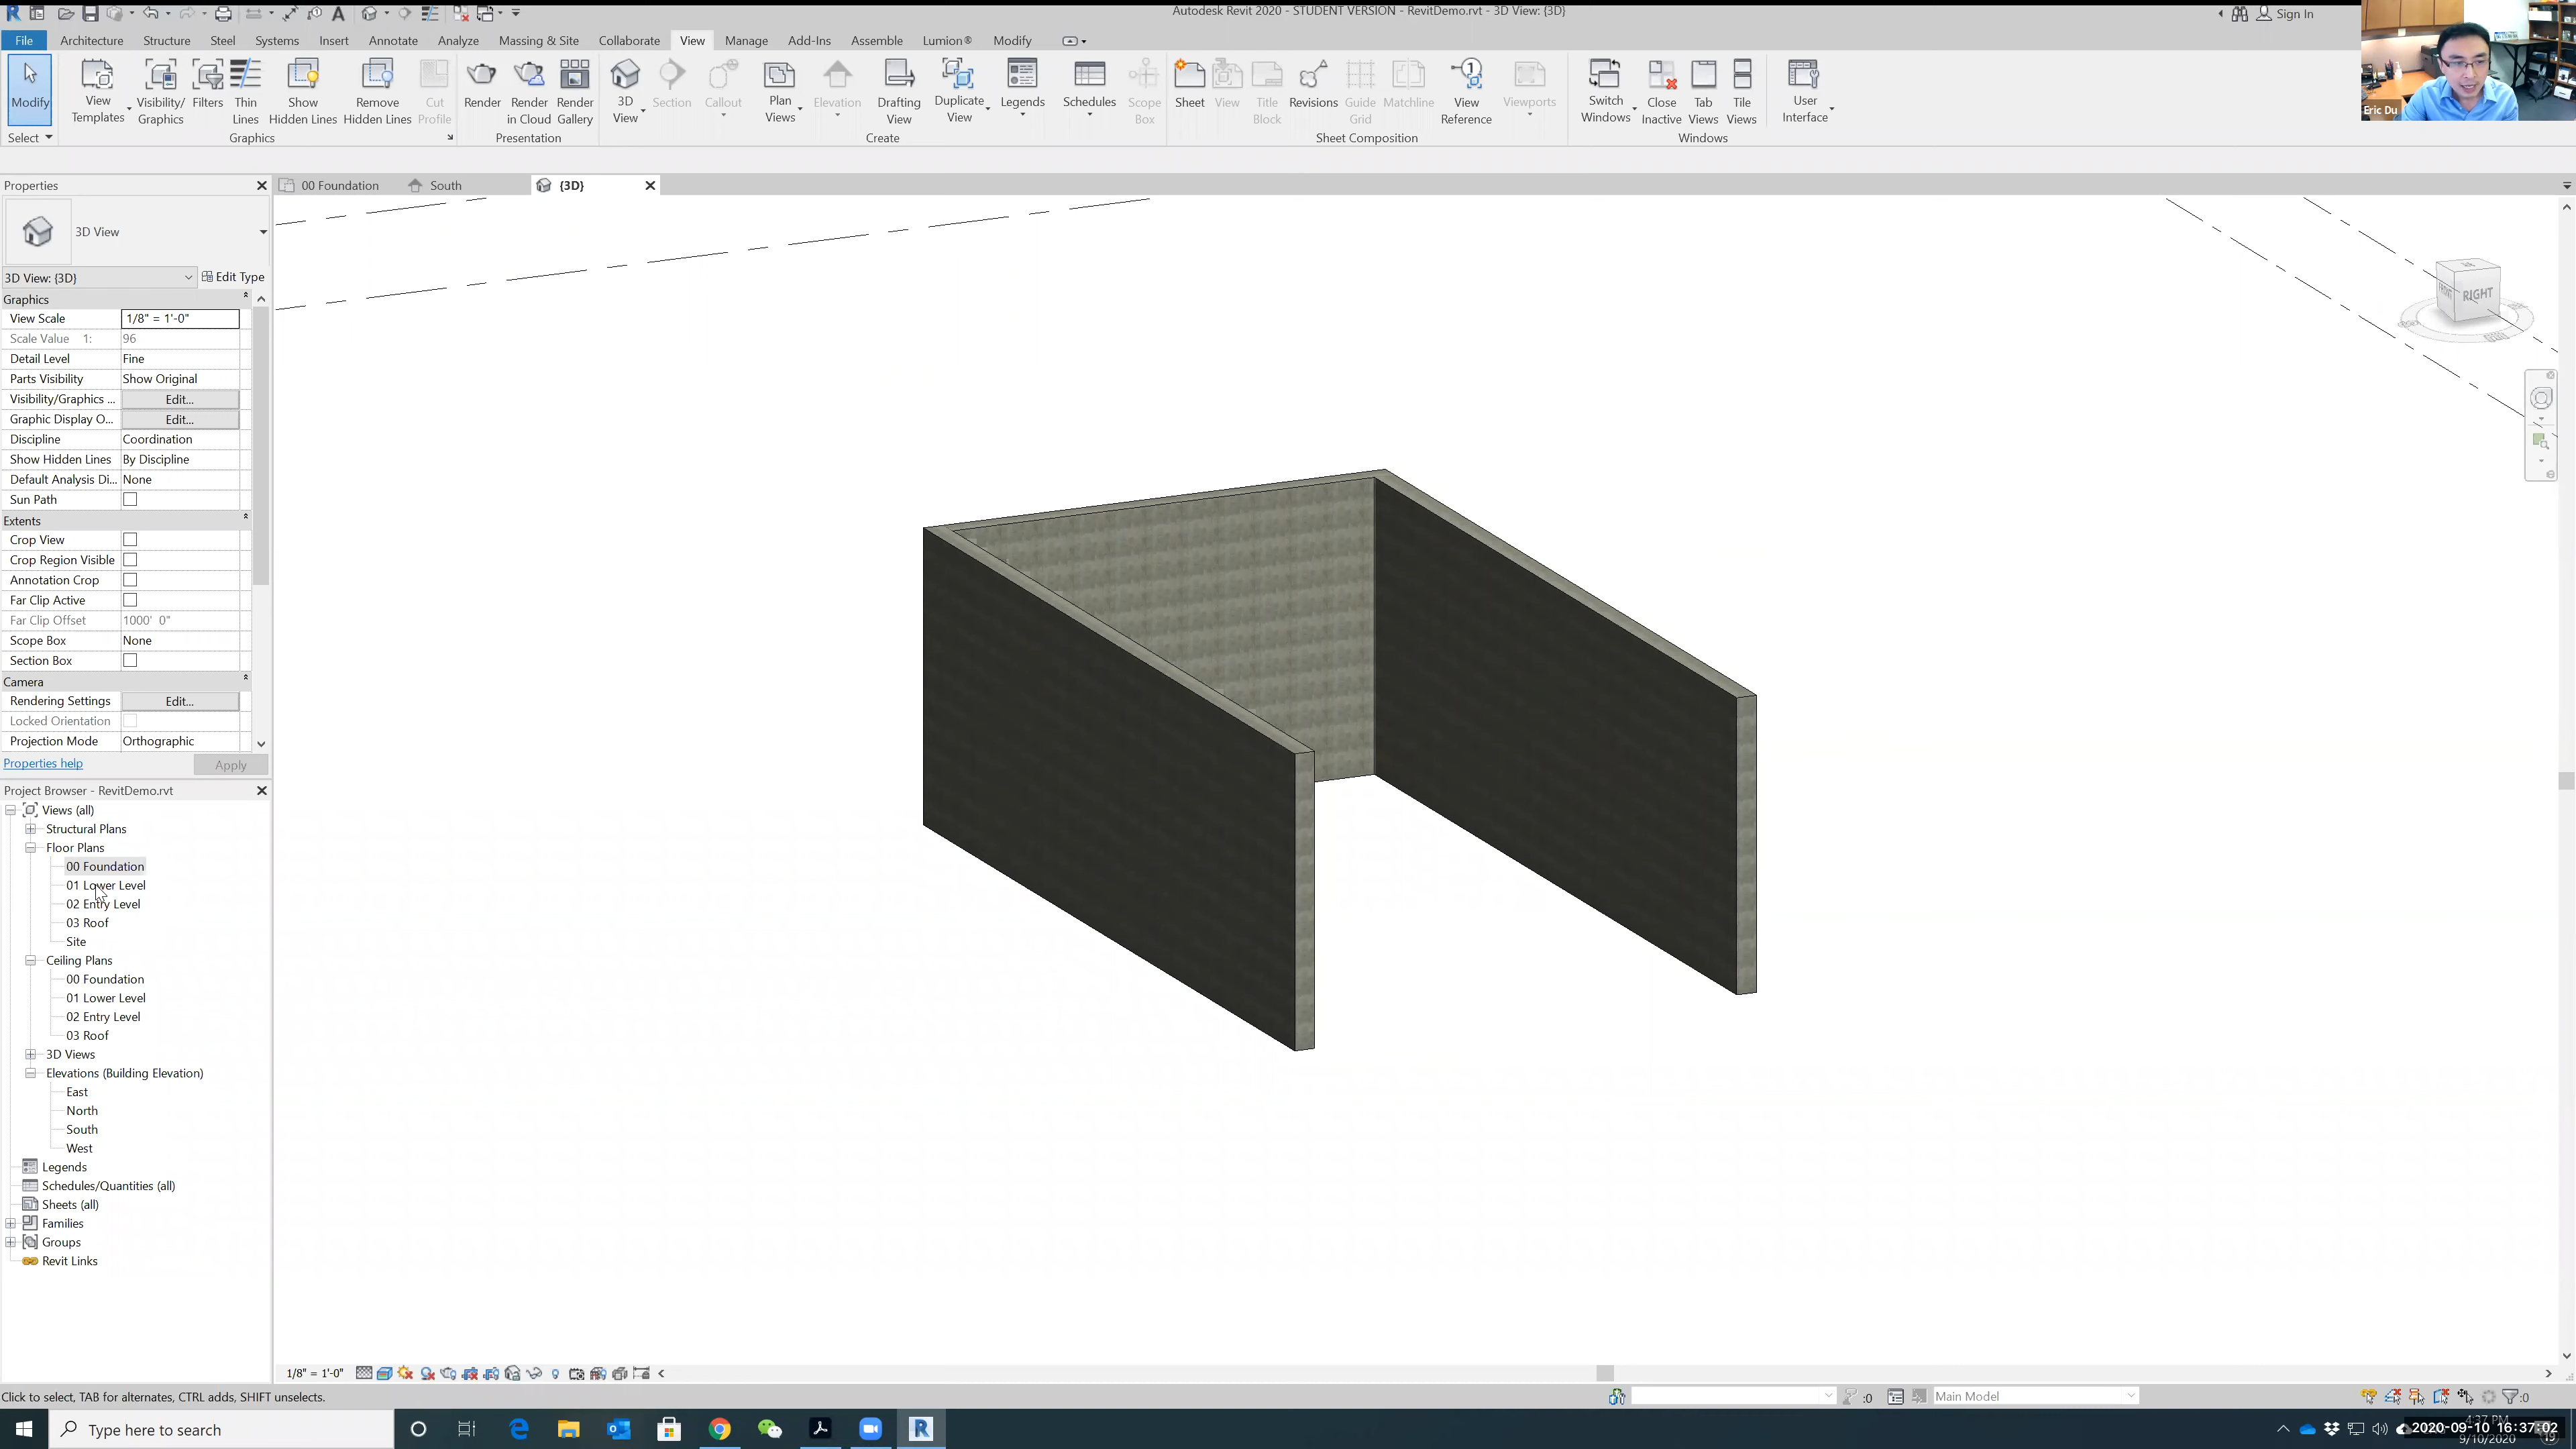 Autodesk Revit 2020 - STUDENT VERSION - RevitDemo.rvt - 3D View: {3D}
Sign In
File Architecture Structure Steel Systems Insert Annotate Analyze Massing & Site Collaborate View Manage Add-Ins Assemble Lumion® Modify
Modify
View Templates
Visibility/ Graphics
Filters
Thin Lines
Show Hidden Lines
Remove Hidden Lines
Cut Profile
Render
Render in Cloud
Render Gallery
3D View
Section
Callout
Plan Views
Elevation
Drafting View
Duplicate View
Legends
Schedules
Scope Box
Sheet
View
Title Block
Revisions
Guide Grid
Matchline
View Reference
Viewports
Switch Windows
Close Inactive
Tab Views
Tile Views
User Interface
Eric Du
Select
Graphics
Presentation
Create
Sheet Composition
Windows
Properties
00 Foundation
South
{3D}
3D View
3D View: {3D}
Edit Type
Graphics
View Scale 1/8" = 1'-0"
Scale Value 1: 96
Detail Level Fine
Parts Visibility Show Original
Visibility/Graphics ... Edit...
Graphic Display O... Edit...
Discipline Coordination
Show Hidden Lines By Discipline
Default Analysis Di... None
Sun Path
Extents
Crop View
Crop Region Visible
Annotation Crop
Far Clip Active
Far Clip Offset 1000' 0"
Scope Box None
Section Box
Camera
Rendering Settings Edit...
Locked Orientation
Projection Mode Orthographic
Properties help
Apply
RIGHT
Project Browser - RevitDemo.rvt
Views (all)
Structural Plans
Floor Plans
00 Foundation
01 Lower Level
02 Entry Level
03 Roof
Site
Ceiling Plans
00 Foundation
01 Lower Level
02 Entry Level
03 Roof
3D Views
Elevations (Building Elevation)
East
North
South
West
Legends
Schedules/Quantities (all)
Sheets (all)
Families
Groups
Revit Links
1/8" = 1'-0"
Click to select, TAB for alternates, CTRL adds, SHIFT unselects.
:0
Main Model
:0
Type here to search
4:37 PM
2020-09-10 16:37:02
9/10/2020
19